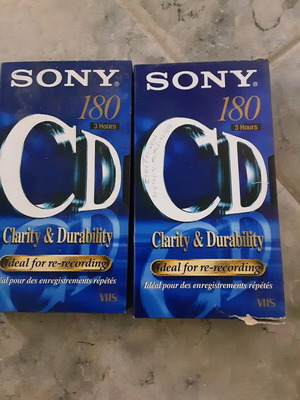 SONY®
180
3 Hours
CD
Clarity & Durability
Ideal for re-recording
Idéal pour des enregistrements répétés
VHS
SONY®
180
3 Hours
CD
Clarity & Durability
Ideal for re-recording
Idéal pour des enregistrements répétés
VHS